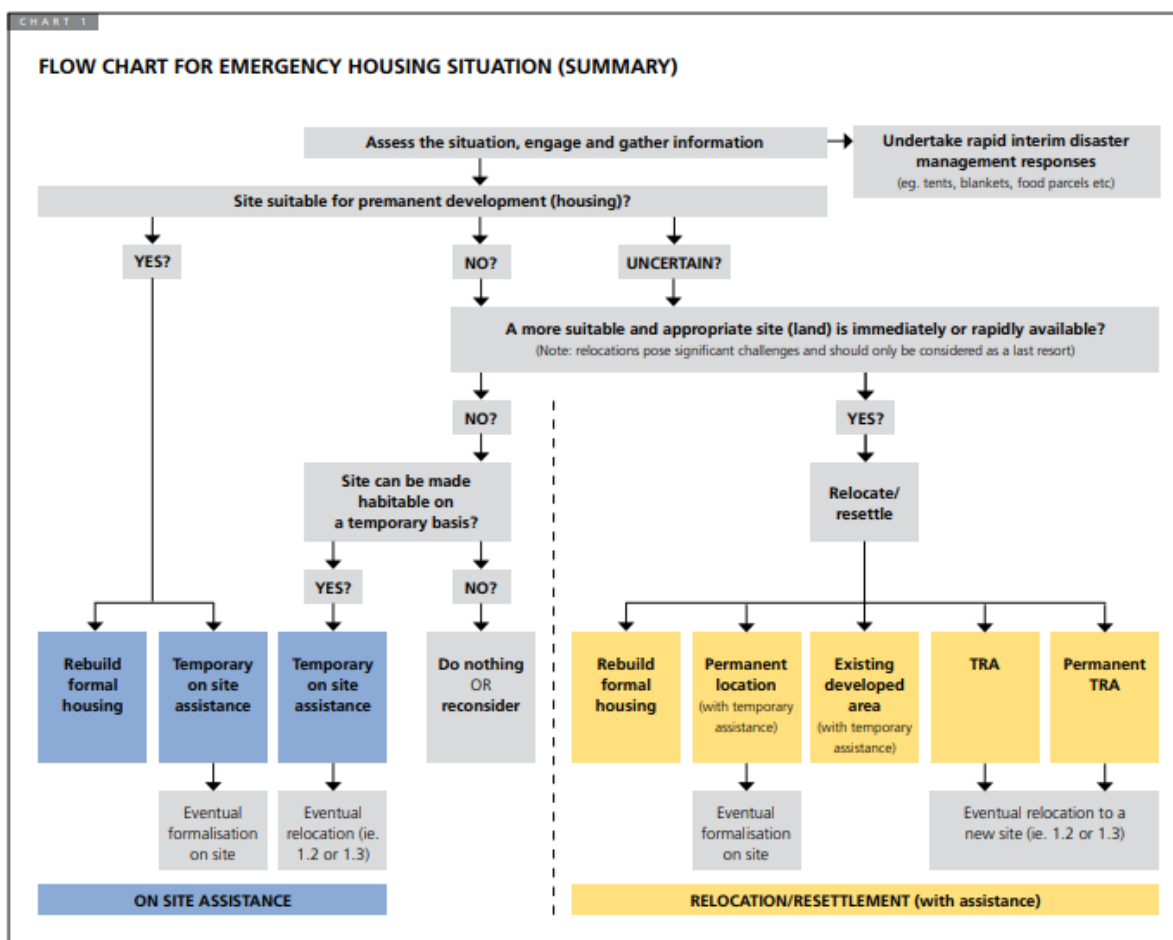 CHART 1
FLOW CHART FOR EMERGENCY HOUSING SITUATION (SUMMARY)
Assess the situation, engage and gather information
Undertake rapid interim disaster
management responses
(eg. tents, blankets, food parcels etc)
Site suitable for premanent development (housing)?
YES?
NO?
UNCERTAIN?
A more suitable and appropriate site (land) is immediately or rapidly available?
(Note: relocations pose significant challenges and should only be considered as a last resort)
NO?
YES?
Site can be made
habitable on
a temporary basis?
Relocate/
resettle
YES?
NO?
Rebuild
formal
housing
Temporary
on site
assistance
Temporary
on site
assistance
Do nothing
OR
reconsider
Rebuild
formal
housing
Permanent
location
(with temporary
assistance)
Existing
developed
area
(with temporary
assistance)
TRA
Permanent
TRA
Eventual
formalisation
on site
Eventual
relocation (ie.
1.2 or 1.3)
Eventual
formalisation
on site
Eventual relocation to a
new site (ie. 1.2 or 1.3)
ON SITE ASSISTANCE
RELOCATION/RESETTLEMENT (with assistance)